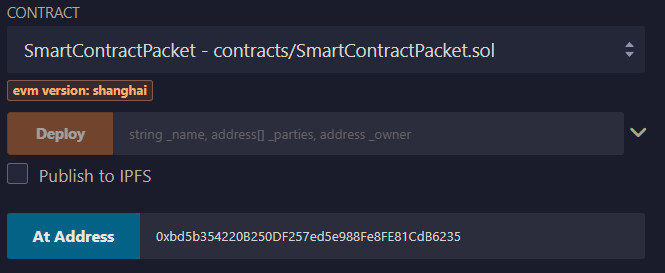 CONTRACT
SmartContractPacket - contracts/SmartContractPacket.sol
evm version: shanghai
Deploy string _name, address[] _parties, address _owner
Publish to IPFS
At Address 0xbd5b354220B250DF257ed5e988Fe8FE81CdB6235